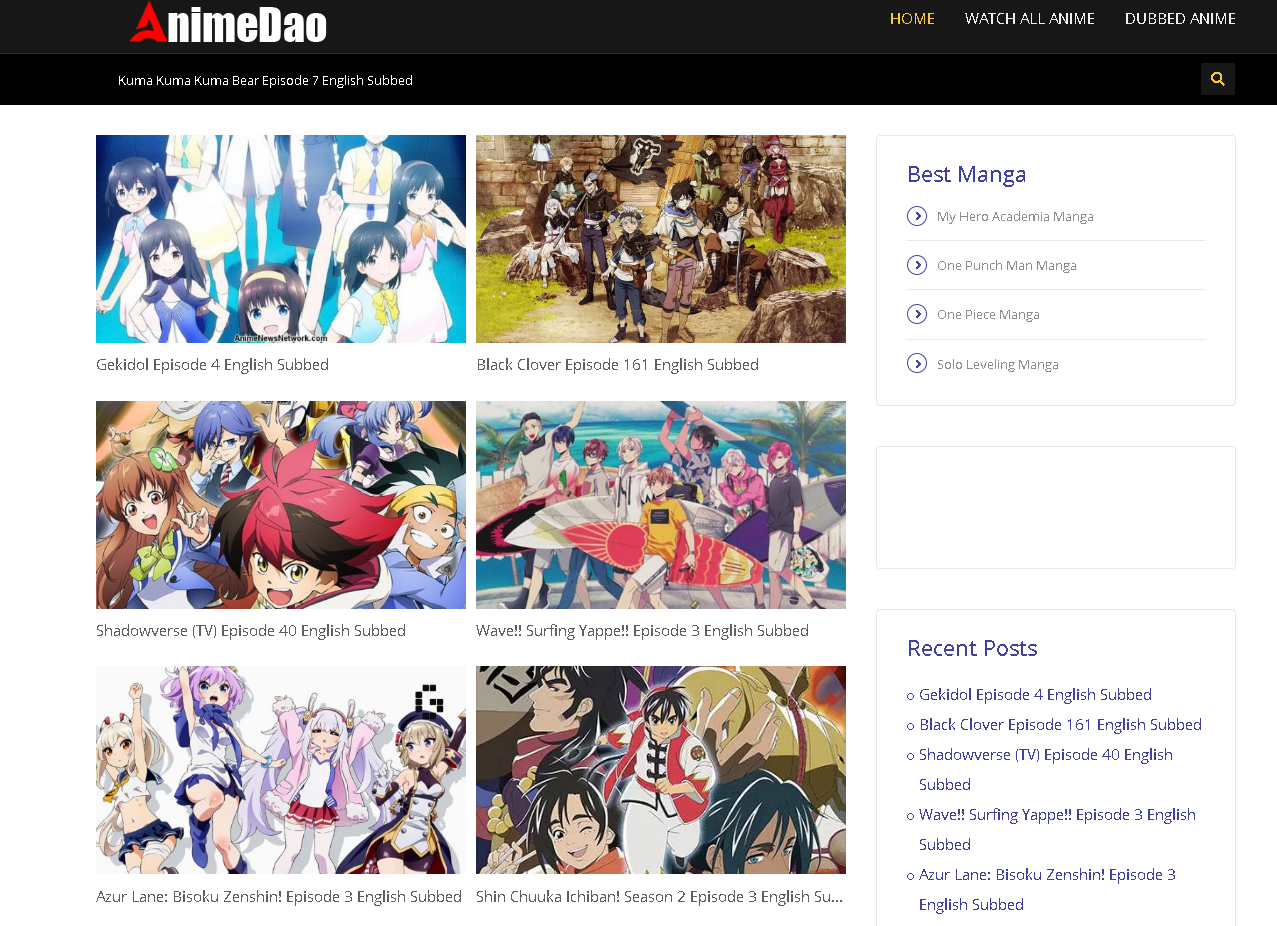 AnimeDao
HOME
WATCH ALL ANIME
DUBBED ANIME
Kuma Kuma Kuma Bear Episode 7 English Subbed
AnimeNewsNetwork.com
Gekidol Episode 4 English Subbed
Black Clover Episode 161 English Subbed
Shadowverse (TV) Episode 40 English Subbed
Wave!! Surfing Yappe!! Episode 3 English Subbed
Azur Lane: Bisoku Zenshin! Episode 3 English Subbed
Shin Chuuka Ichiban! Season 2 Episode 3 English Su...
Best Manga
My Hero Academia Manga
One Punch Man Manga
One Piece Manga
Solo Leveling Manga
Recent Posts
Gekidol Episode 4 English Subbed
Black Clover Episode 161 English Subbed
Shadowverse (TV) Episode 40 English
Subbed
Wave!! Surfing Yappe!! Episode 3 English
Subbed
Azur Lane: Bisoku Zenshin! Episode 3
English Subbed